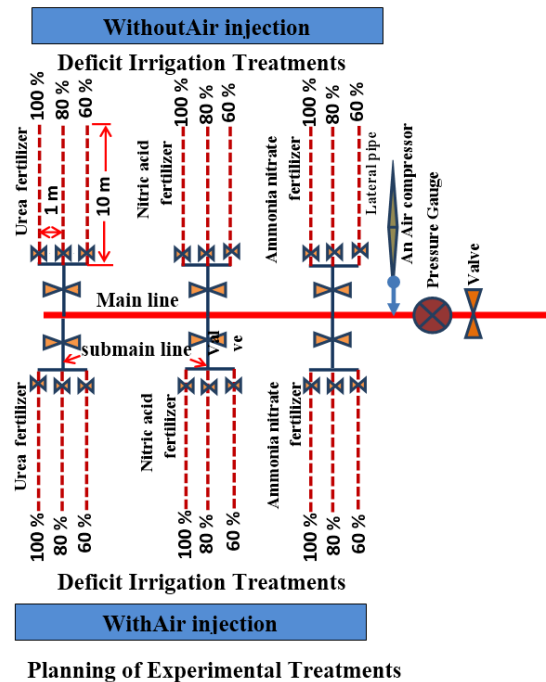 WithoutAir injection
Deficit Irrigation Treatments
100 %
80 %
60 %
100 %
80 %
60 %
100 %
80 %
60 %
Urea fertilizer
1 m
10 m
Nitric acid
fertilizer
Ammonia nitrate
fertilizer
Lateral pipe
An Air compressor
Pressure Gauge
Valve
Main line
submain line
Val
ve
Urea fertilizer
Nitric acid
fertilizer
Ammonia nitrate
fertilizer
100 %
80 %
60 %
100 %
80 %
60 %
100 %
80 %
60 %
Deficit Irrigation Treatments
WithAir injection
Planning of Experimental Treatments